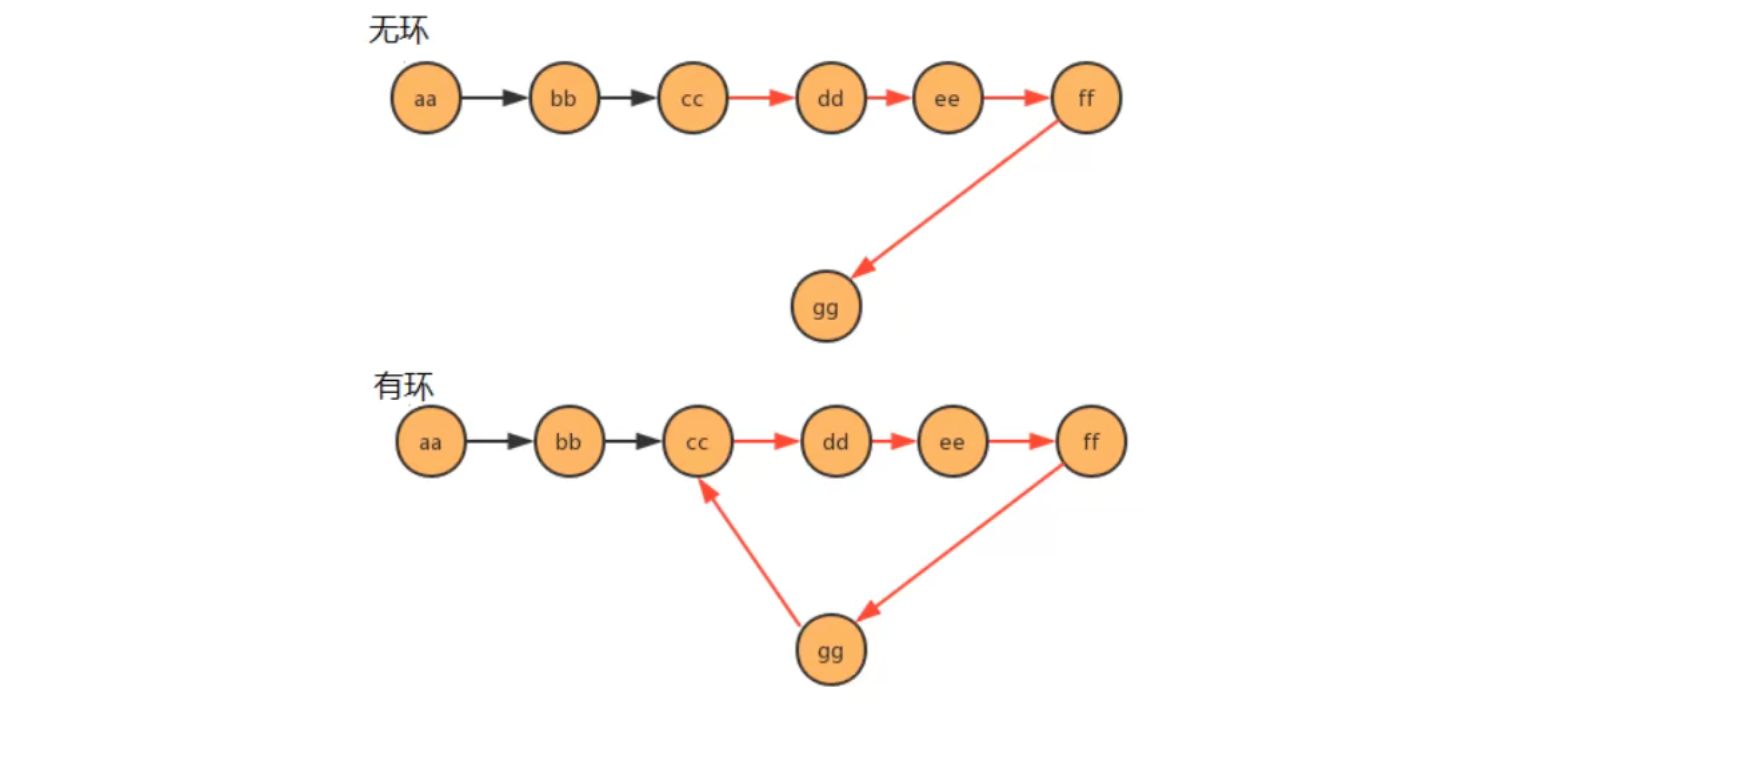 无环
aa bb cc dd ee ff
gg
有环
aa bb cc dd ee ff
gg